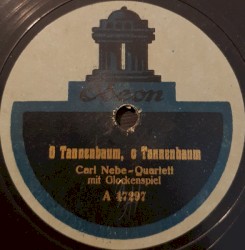 Odeon
O Tannenbaum, o Tannenbaum
Carl Nebe-Quartett
mit Glockenspiel
A 47297